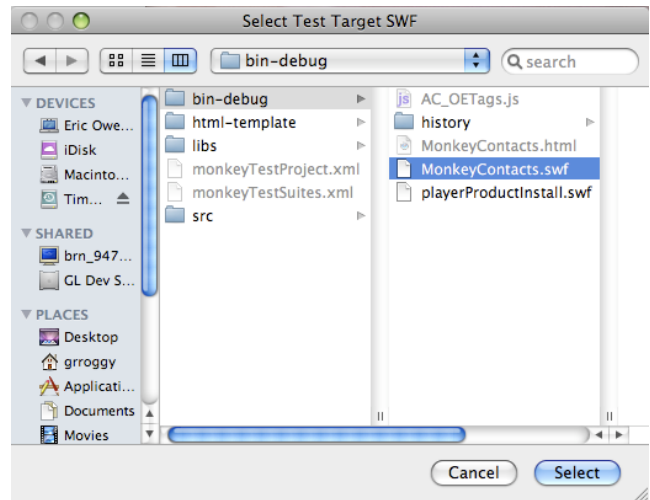 Select Test Target SWF
bin-debug
search
DEVICES
Eric Owe...
iDisk
Macinto...
Tim...
SHARED
brn_947...
GL Dev S...
PLACES
Desktop
grroggy
Applicati...
Documents
Movies
bin-debug
html-template
libs
monkeyTestProject.xml
monkeyTestSuites.xml
src
js AC_OETags.js
history
MonkeyContacts.html
MonkeyContacts.swf
playerProductInstall.swf
Cancel
Select